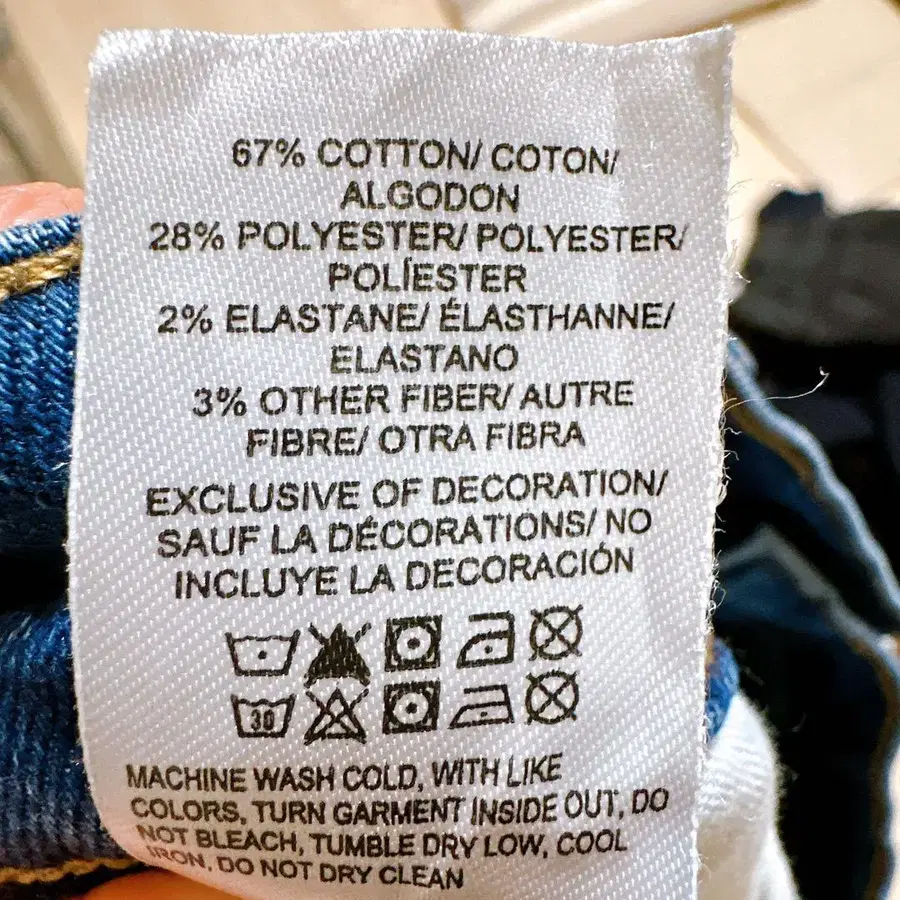 67% COTTON/ COTON/
ALGODON
28% POLYESTER/ POLYESTER/
POLÍESTER
2% ELASTANE/ ÉLASTHANNE/
ELASTANO
3% OTHER FIBER/ AUTRE
FIBRE/ OTRA FIBRA
EXCLUSIVE OF DECORATION/
SAUF LA DÉCORATIONS/ NO
INCLUYE LA DECORACIÓN
30
MACHINE WASH COLD, WITH LIKE
COLORS, TURN GARMENT INSIDE OUT, DO
NOT BLEACH, TUMBLE DRY LOW, COOL
IRON, DO NOT DRY CLEAN